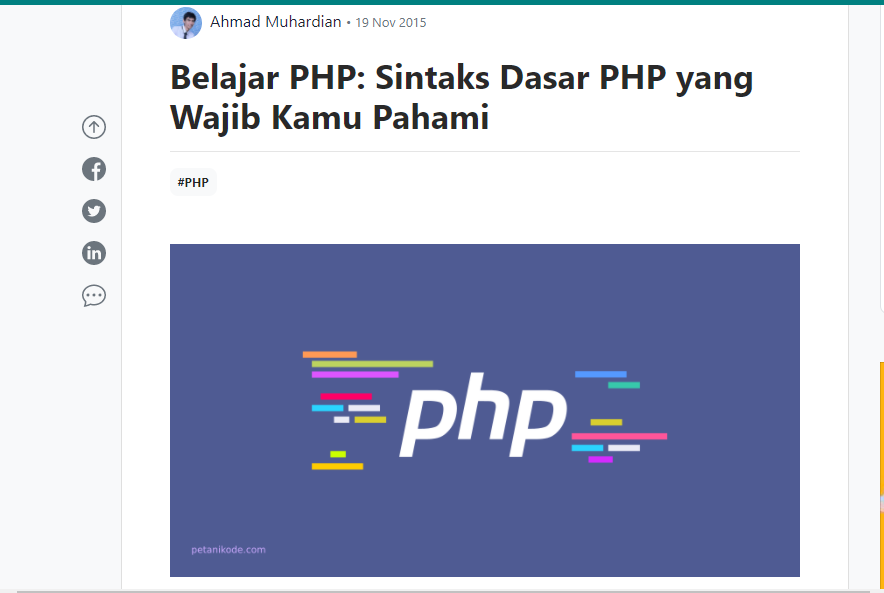 Ahmad Muhardian • 19 Nov 2015
Belajar PHP: Sintaks Dasar PHP yang
Wajib Kamu Pahami
#PHP
php
petanikode.com